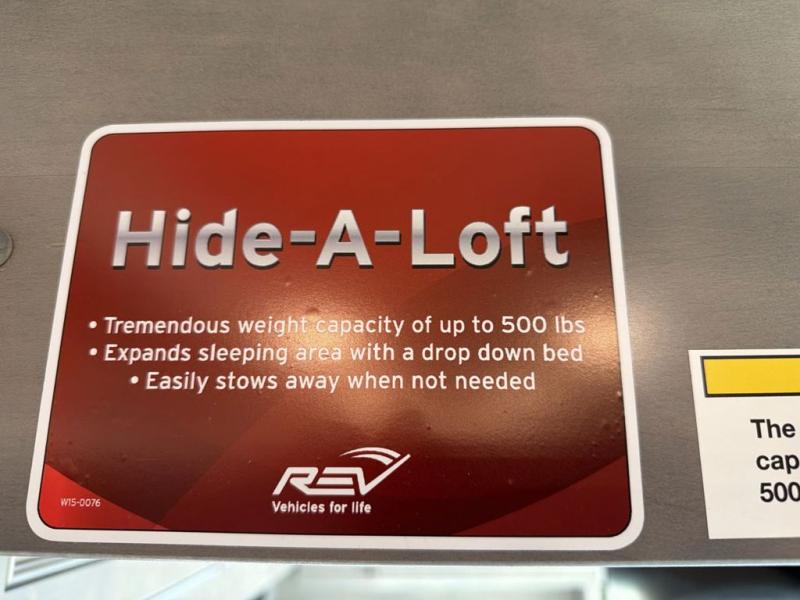 Hide-A-Loft
• Tremendous weight capacity of up to 500 lbs
• Expands sleeping area with a drop down bed
• Easily stows away when not needed
REV
Vehicles for life
W15-0076
The
cap
500